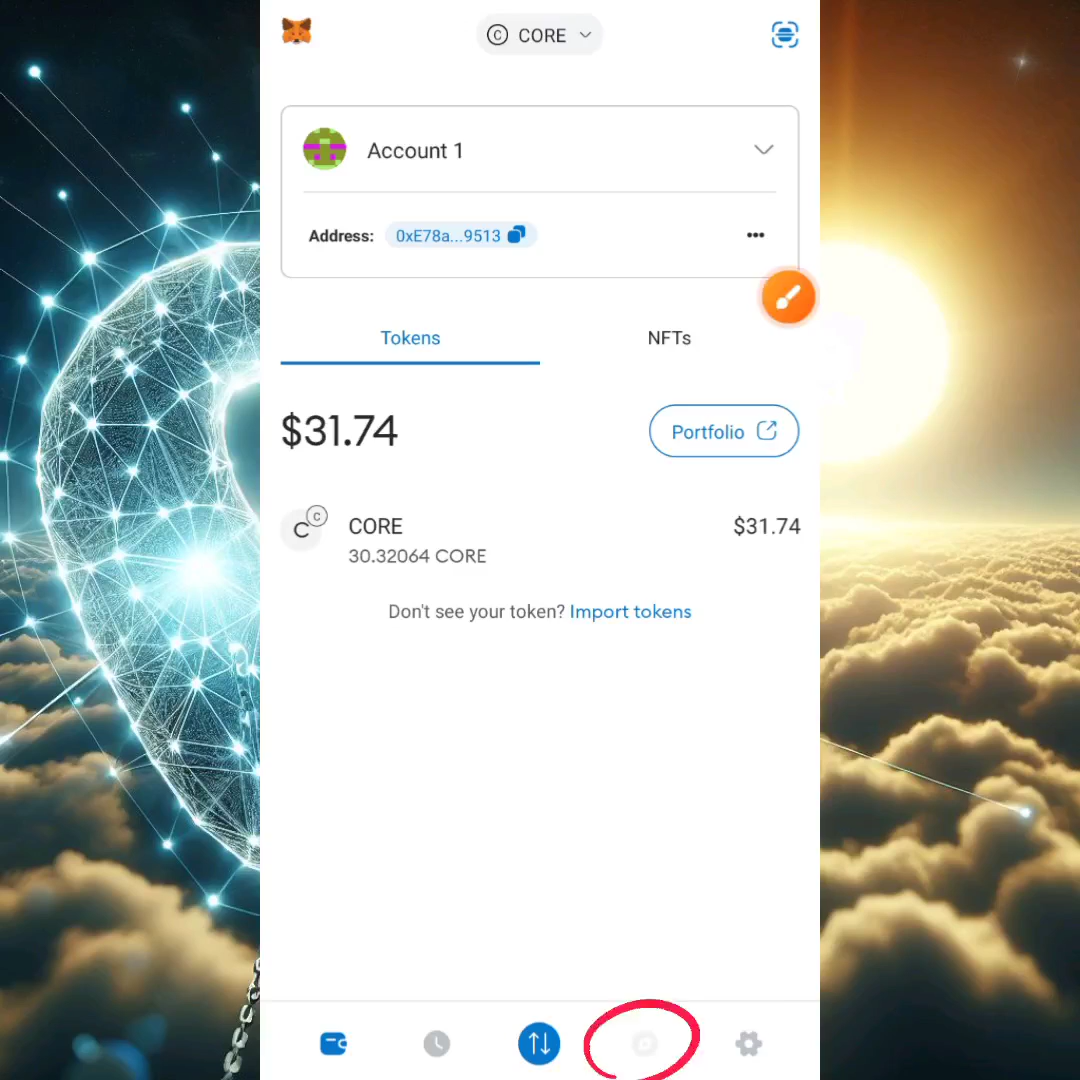 CORE
Account 1
Address: 0xE78a...9513
Tokens NFTs
$31.74 Portfolio
C C CORE $31.74
30.32064 CORE
Don't see your token? Import tokens